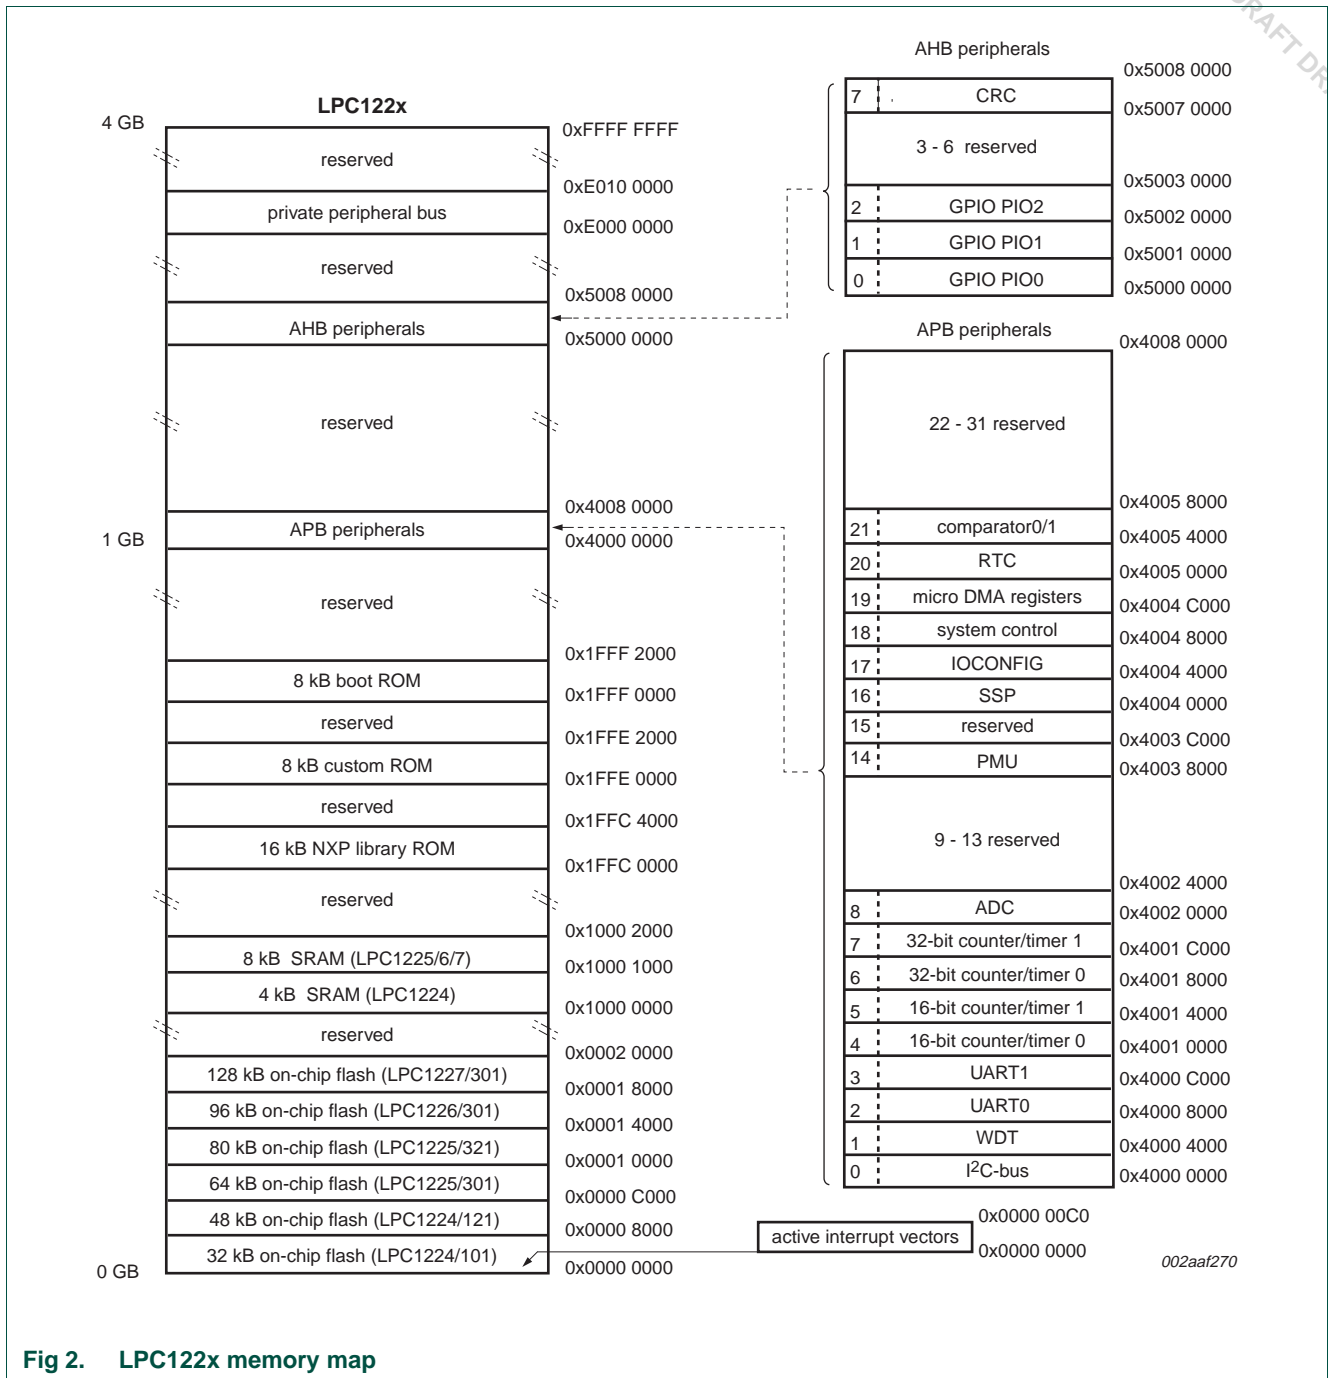 DRAFT DR
LPC122x
4 GB
0xFFFF FFFF
reserved
0xE010 0000
private peripheral bus
0xE000 0000
reserved
0x5008 0000
AHB peripherals
0x5000 0000
reserved
0x4008 0000
APB peripherals
1 GB
0x4000 0000
reserved
0x1FFF 2000
8 kB boot ROM
0x1FFF 0000
reserved
0x1FFE 2000
8 kB custom ROM
0x1FFE 0000
reserved
0x1FFC 4000
16 kB NXP library ROM
0x1FFC 0000
reserved
0x1000 2000
8 kB SRAM (LPC1225/6/7)
0x1000 1000
4 kB SRAM (LPC1224)
0x1000 0000
reserved
0x0002 0000
128 kB on-chip flash (LPC1227/301)
0x0001 8000
96 kB on-chip flash (LPC1226/301)
0x0001 4000
80 kB on-chip flash (LPC1225/321)
0x0001 0000
64 kB on-chip flash (LPC1225/301)
0x0000 C000
48 kB on-chip flash (LPC1224/121)
0x0000 8000
32 kB on-chip flash (LPC1224/101)
0 GB
0x0000 0000
AHB peripherals
0x5008 0000
7 CRC
0x5007 0000
3 - 6 reserved
0x5003 0000
2 GPIO PIO2
0x5002 0000
1 GPIO PIO1
0x5001 0000
0 GPIO PIO0
0x5000 0000
APB peripherals
0x4008 0000
22 - 31 reserved
0x4005 8000
21 comparator0/1
0x4005 4000
20 RTC
0x4005 0000
19 micro DMA registers
0x4004 C000
18 system control
0x4004 8000
17 IOCONFIG
0x4004 4000
16 SSP
0x4004 0000
15 reserved
0x4003 C000
14 PMU
0x4003 8000
9 - 13 reserved
0x4002 4000
8 ADC
0x4002 0000
7 32-bit counter/timer 1
0x4001 C000
6 32-bit counter/timer 0
0x4001 8000
5 16-bit counter/timer 1
0x4001 4000
4 16-bit counter/timer 0
0x4001 0000
3 UART1
0x4000 C000
2 UART0
0x4000 8000
1 WDT
0x4000 4000
0 I2C-bus
0x4000 0000
0x0000 00C0
active interrupt vectors
0x0000 0000
002aaf270
Fig 2. LPC122x memory map